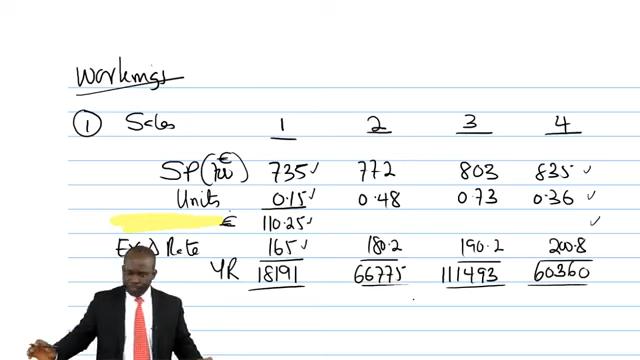 Workings
① Sales 1 2 3 4
SP(€) 735 ✓ 772 803 835 ✓
Units 0.15 ✓ 0.48 0.73 0.36 ✓
€ 110.25 ✓ ✓
Rate 165 ✓ 180.2 190.2 200.8
YR 18191 66775 111493 60360